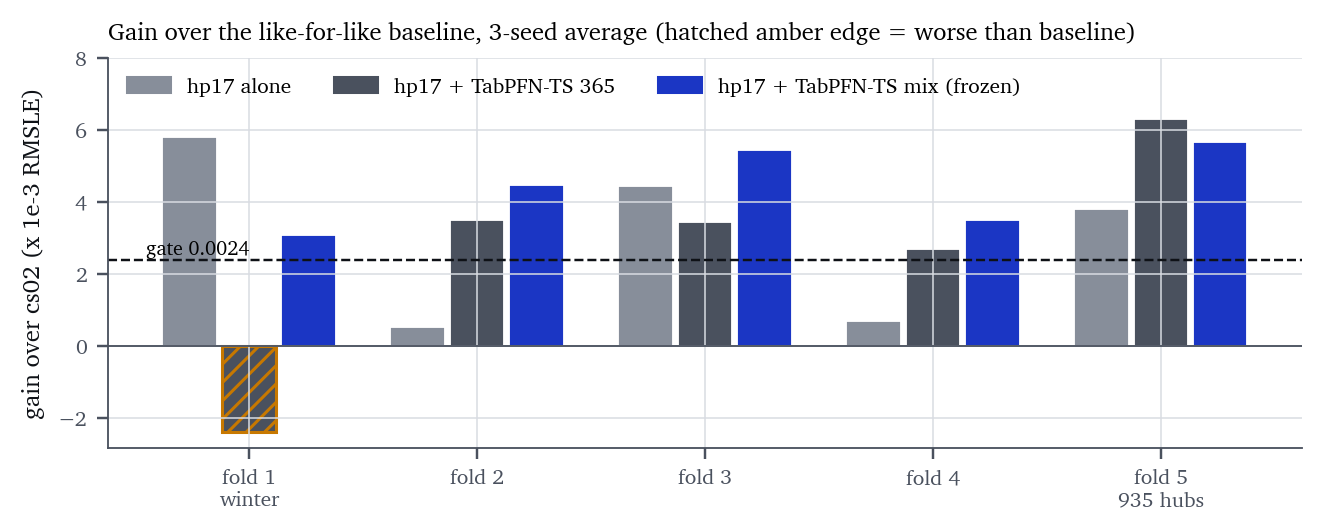 Gain over the like-for-like baseline, 3-seed average (hatched amber edge = worse than baseline)
hp17 alone
hp17 + TabPFN-TS 365
hp17 + TabPFN-TS mix (frozen)
gain over cs02 (x 1e-3 RMSLE)
8
6
4
2
0
−2
gate 0.0024
fold 1
winter
fold 2
fold 3
fold 4
fold 5
935 hubs